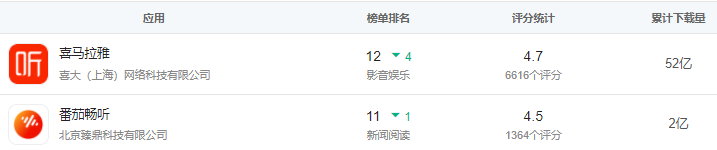 应用 榜单排名 评分统计 累计下载量
听 喜马拉雅 12 4 4.7 52亿
喜大（上海）网络科技有限公司 影音娱乐 6616个评分
番茄畅听 11 1 4.5 2亿
北京臻鼎科技有限公司 新闻阅读 1364个评分